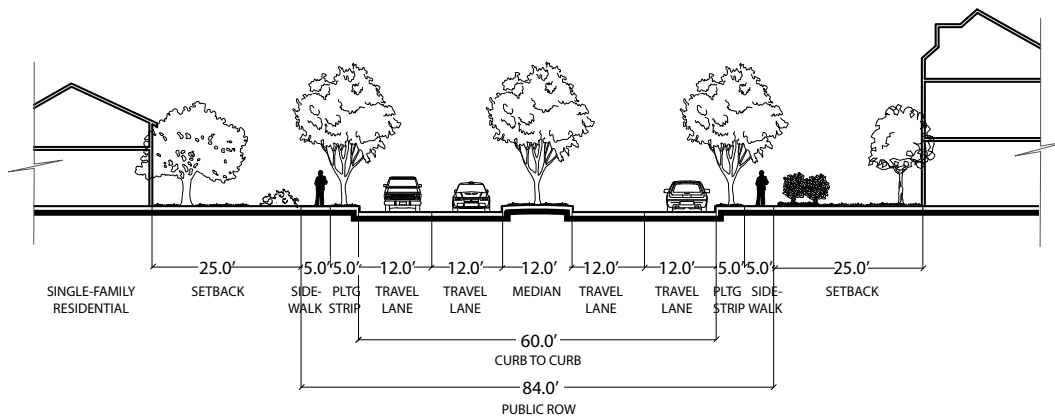 25.0’ 5.0’ 5.0’ 12.0’ 12.0’ 12.0’ 12.0’ 12.0’ 5.0’ 5.0’ 25.0’
SINGLE-FAMILY SETBACK SIDE- PLTG TRAVEL TRAVEL MEDIAN TRAVEL TRAVEL PLTG SIDE- SETBACK
RESIDENTIAL WALK STRIP LANE LANE LANE LANE STRIP WALK
60.0’
CURB TO CURB
84.0’
PUBLIC ROW